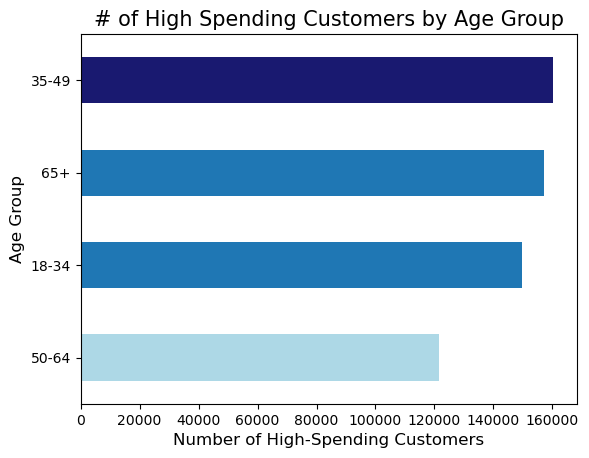 # of High Spending Customers by Age Group
Age Group
35-49
65+
18-34
50-64
0 20000 40000 60000 80000 100000 120000 140000 160000
Number of High-Spending Customers